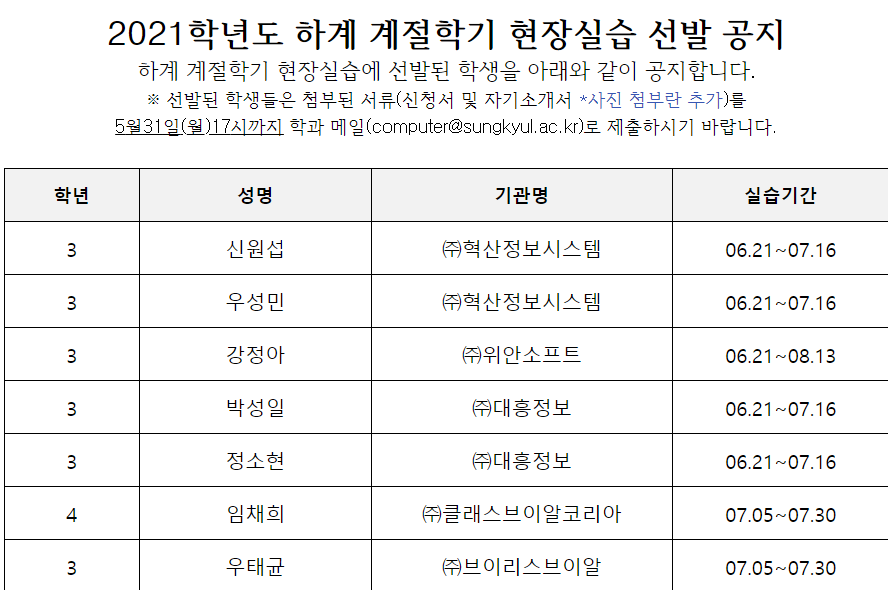 2021학년도 하계 계절학기 현장실습 선발 공지
하계 계절학기 현장실습에 선발된 학생을 아래와 같이 공지합니다.
※ 선발된 학생들은 첨부된 서류(신청서 및 자기소개서 *사진 첨부란 추가)를
5월31일(월)17시까지 학과 메일(computer@sungkyul.ac.kr)로 제출하시기 바랍니다.
학년 성명 기관명 실습기간
3 신원섭 ㈜혁산정보시스템 06.21~07.16
3 우성민 ㈜혁산정보시스템 06.21~07.16
3 강정아 ㈜위안소프트 06.21~08.13
3 박성일 ㈜대흥정보 06.21~07.16
3 정소현 ㈜대흥정보 06.21~07.16
4 임채희 ㈜클래스브이알코리아 07.05~07.30
3 우태균 ㈜브이리스브이알 07.05~07.30